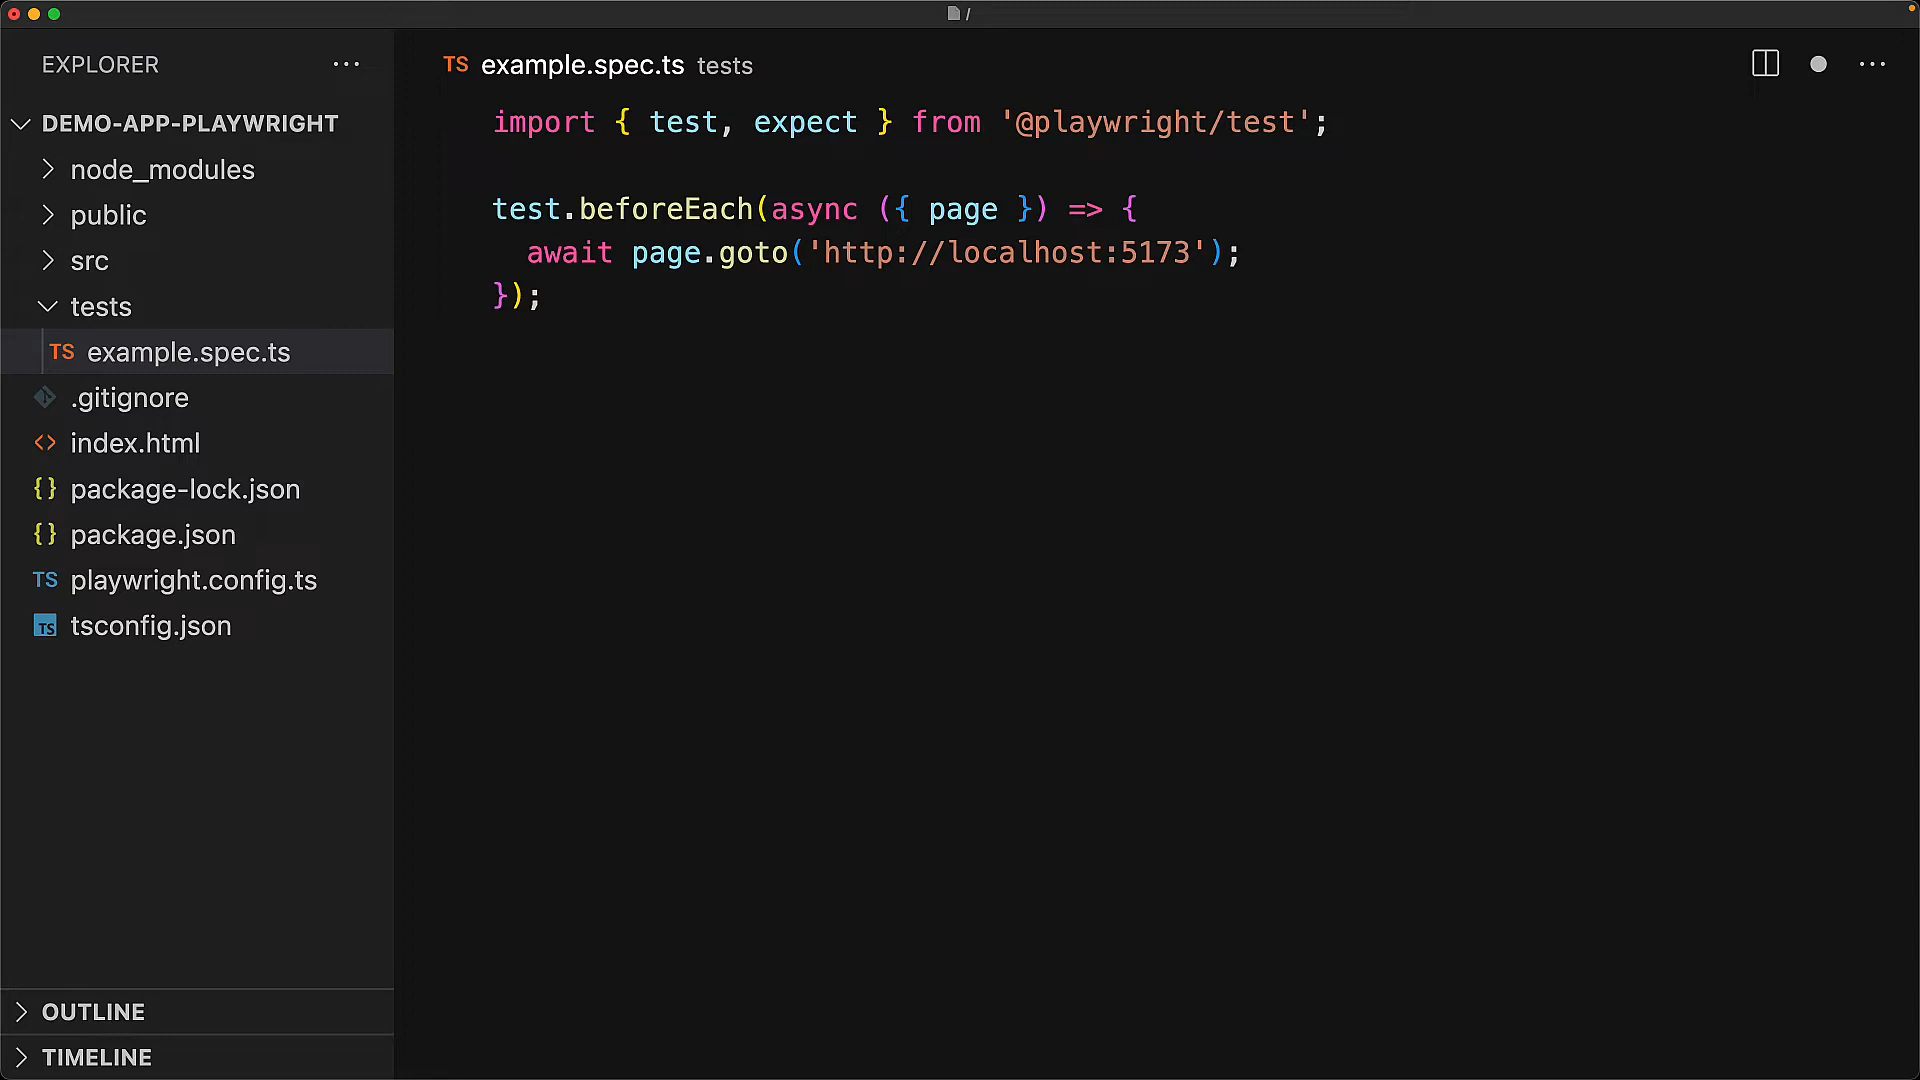 /
EXPLORER ···
DEMO-APP-PLAYWRIGHT
node_modules
public
src
tests
TS example.spec.ts
.gitignore
<> index.html
{} package-lock.json
{} package.json
TS playwright.config.ts
TS tsconfig.json
OUTLINE
TIMELINE
TS example.spec.ts tests ···
import { test, expect } from '@playwright/test';

test.beforeEach(async ({ page }) => {
  await page.goto('http://localhost:5173');
});